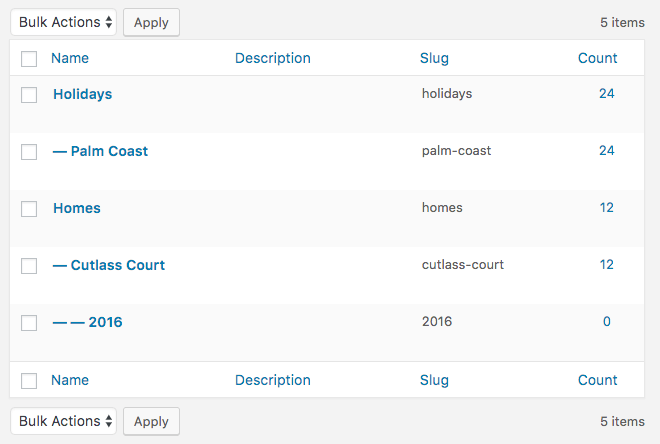 Bulk Actions Apply 5 items
Name Description Slug Count
Holidays holidays 24
— Palm Coast palm-coast 24
Homes homes 12
— Cutlass Court cutlass-court 12
— — 2016 2016 0
Name Description Slug Count
Bulk Actions Apply 5 items